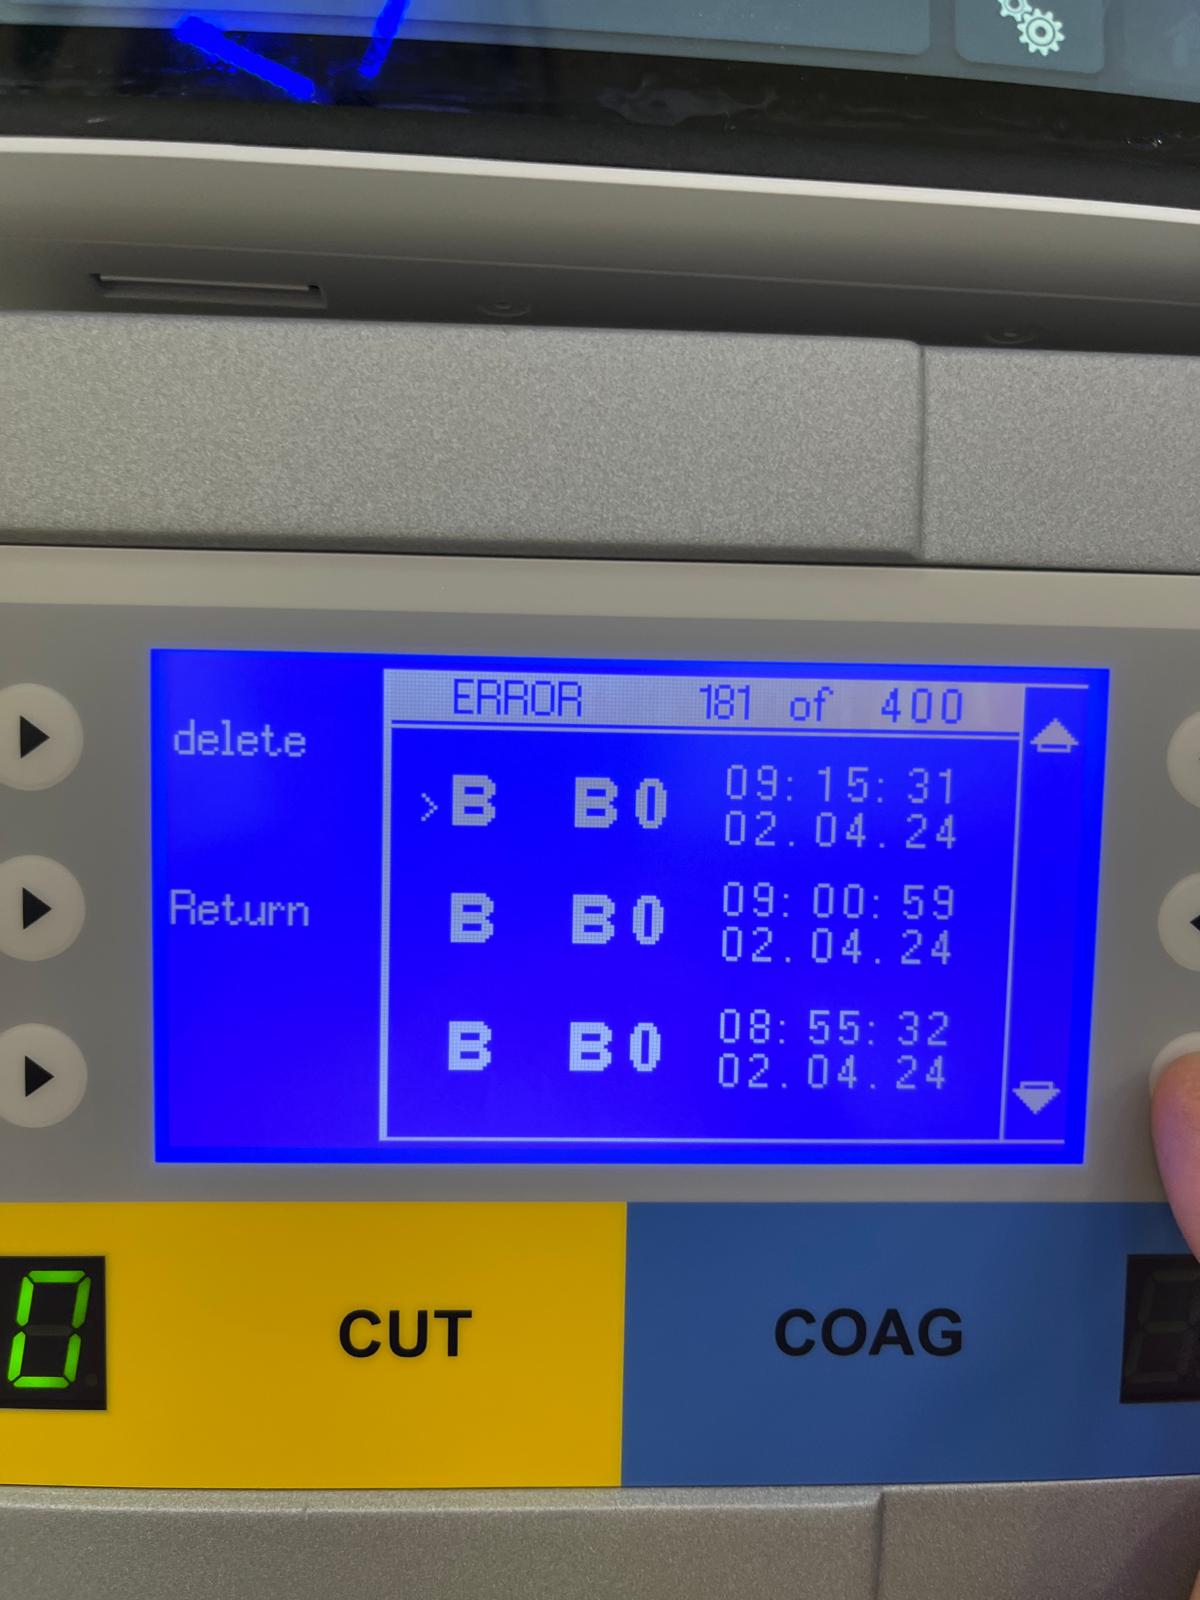 ERROR 181 of 400
delete
> B B0 09:15:31
02.04.24
Return
B B0 09:00:59
02.04.24
B B0 08:55:32
02.04.24
0
CUT
COAG